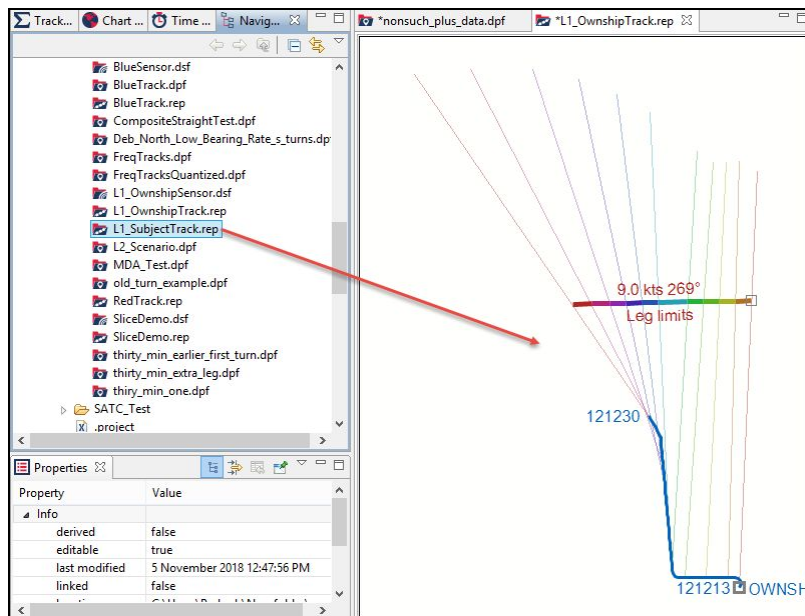 Track...
Chart ...
Time ...
Navig...
*nonsuch_plus_data.dpf
*L1_OwnshipTrack.rep
BlueSensor.dsf
BlueTrack.dpf
BlueTrack.rep
CompositeStraightTest.dpf
Deb_North_Low_Bearing_Rate_s_turns.dp
FreqTracks.dpf
FreqTracksQuantized.dpf
L1_OwnshipSensor.dsf
L1_OwnshipTrack.rep
L1_SubjectTrack.rep
L2_Scenario.dpf
MDA_Test.dpf
old_turn_example.dpf
RedTrack.rep
SliceDemo.dsf
SliceDemo.rep
thirty_min_earlier_first_turn.dpf
thirty_min_extra_leg.dpf
thiry_min_one.dpf
SATC_Test
.project
9.0 kts 269°
Leg limits
121230
121213
OWNSH
Properties
Property Value
Info
derived false
editable true
last modified 5 November 2018 12:47:56 PM
linked false